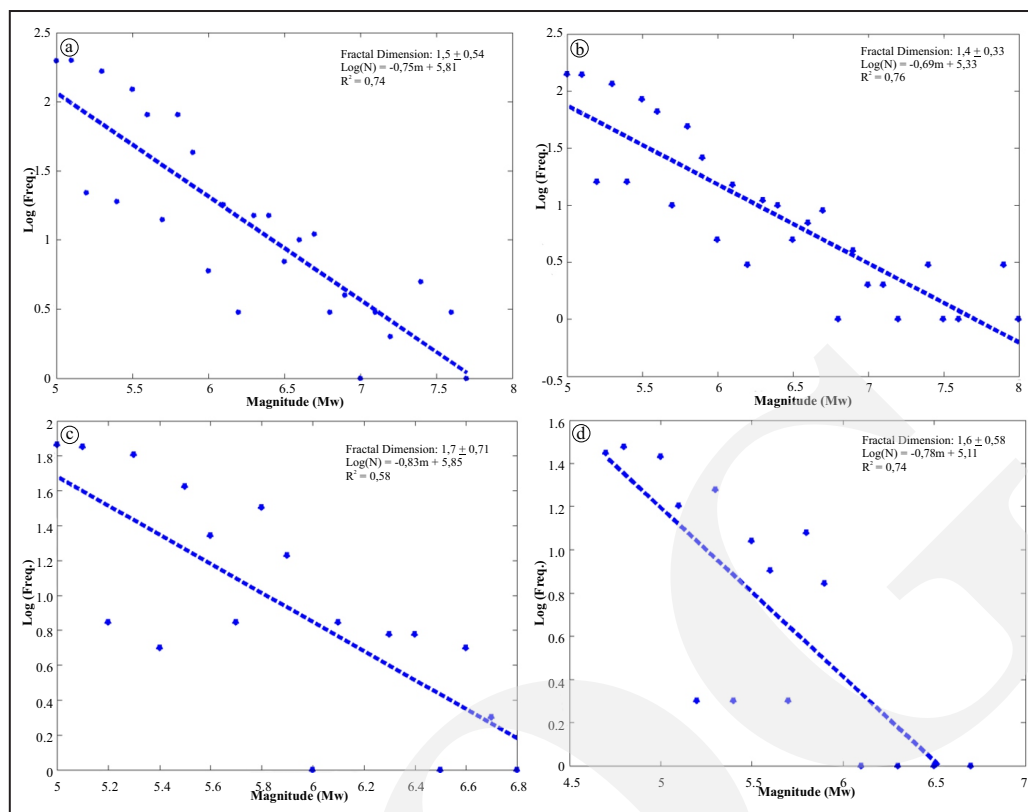 a
Fractal Dimension: 1,5 ± 0,54
Log(N) = -0,75m + 5,81
R² = 0,74
Log (Freq.)
2.5
2
1.5
1
0.5
0
5
5.5
6
6.5
7
7.5
8
Magnitude (Mw)
b
Fractal Dimension: 1,4 ± 0,33
Log(N) = -0,69m + 5,33
R² = 0,76
Log (Freq.)
2.5
2
1.5
1
0.5
0
-0.5
5
5.5
6
6.5
7
7.5
8
Magnitude (Mw)
c
Fractal Dimension: 1,7 ± 0,71
Log(N) = -0,83m + 5,85
R² = 0,58
Log (Freq.)
2
1.8
1.6
1.4
1.2
1.0
0.8
0.6
0.4
0.2
0
5
5.2
5.4
5.6
5.8
6
6.2
6.4
6.6
6.8
Magnitude (Mw)
d
Fractal Dimension: 1,6 ± 0,58
Log(N) = -0,78m + 5,11
R² = 0,74
Log (Freq.)
1.6
1.4
1.2
1.0
0.8
0.6
0.4
0.2
0
4.5
5
5.5
6
6.5
7
Magnitude (Mw)